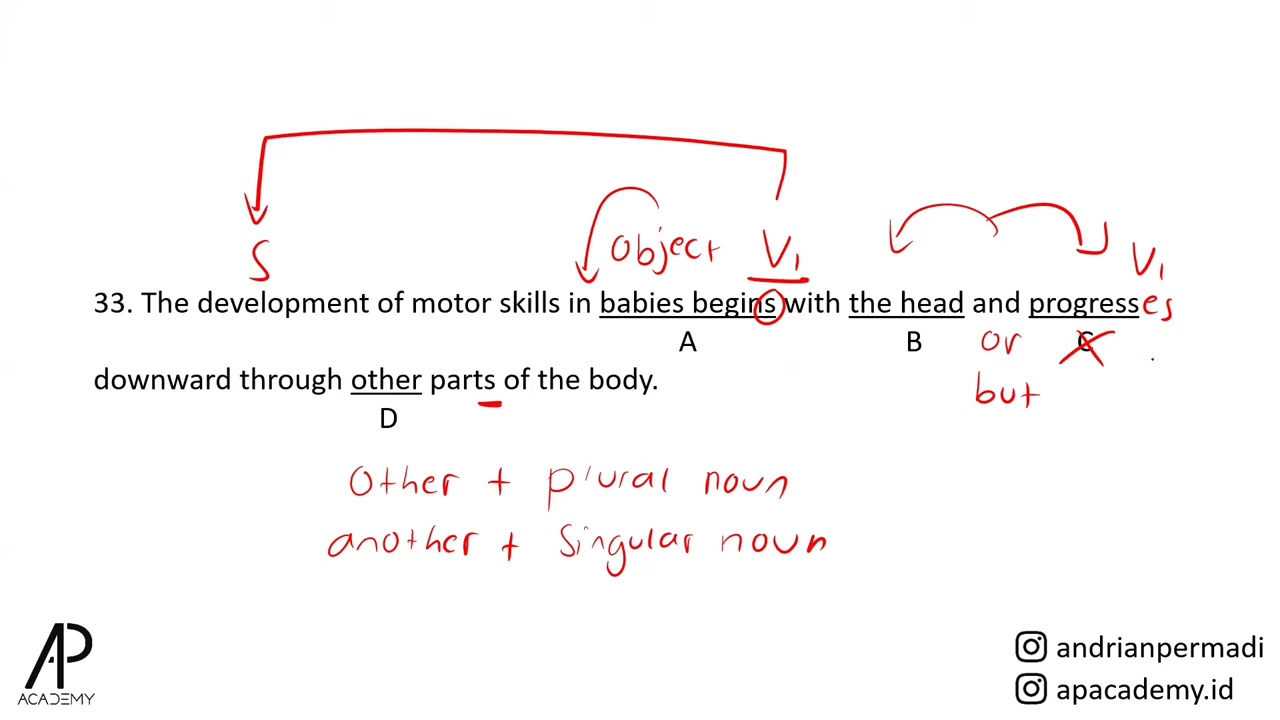 S Object V1 V1
33. The development of motor skills in babies begins with the head and progresses
A B or C
downward through other parts of the body.
but
D
Other + plural noun
another + singular noun
AP
ACADEMY
andrianpermadi
apacademy.id